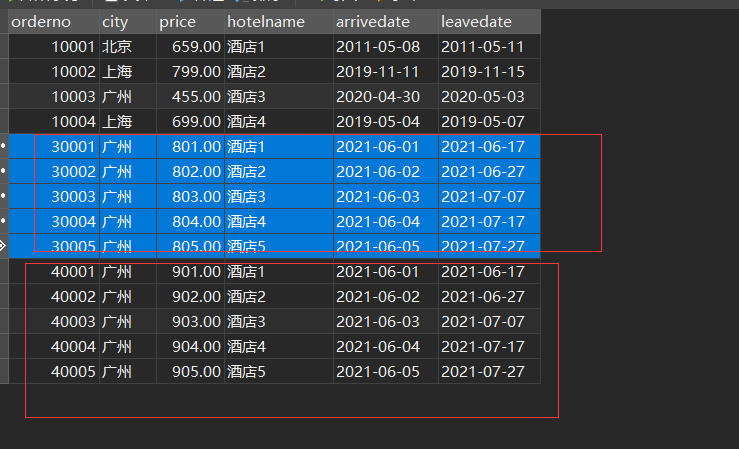 orderno city price hotelname arrivedate leavedate
10001 北京 659.00 酒店1 2011-05-08 2011-05-11
10002 上海 799.00 酒店2 2019-11-11 2019-11-15
10003 广州 455.00 酒店3 2020-04-30 2020-05-03
10004 上海 699.00 酒店4 2019-05-04 2019-05-07
30001 广州 801.00 酒店1 2021-06-01 2021-06-17
30002 广州 802.00 酒店2 2021-06-02 2021-06-27
30003 广州 803.00 酒店3 2021-06-03 2021-07-07
30004 广州 804.00 酒店4 2021-06-04 2021-07-17
30005 广州 805.00 酒店5 2021-06-05 2021-07-27
40001 广州 901.00 酒店1 2021-06-01 2021-06-17
40002 广州 902.00 酒店2 2021-06-02 2021-06-27
40003 广州 903.00 酒店3 2021-06-03 2021-07-07
40004 广州 904.00 酒店4 2021-06-04 2021-07-17
40005 广州 905.00 酒店5 2021-06-05 2021-07-27